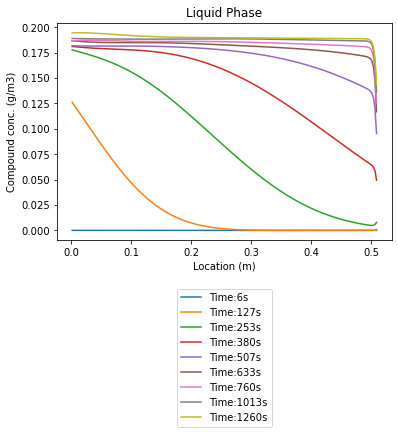 Liquid Phase
Compound conc. (g/m3)
0.200
0.175
0.150
0.125
0.100
0.075
0.050
0.025
0.000
0.0 0.1 0.2 0.3 0.4 0.5
Location (m)
Time:6s
Time:127s
Time:253s
Time:380s
Time:507s
Time:633s
Time:760s
Time:1013s
Time:1260s